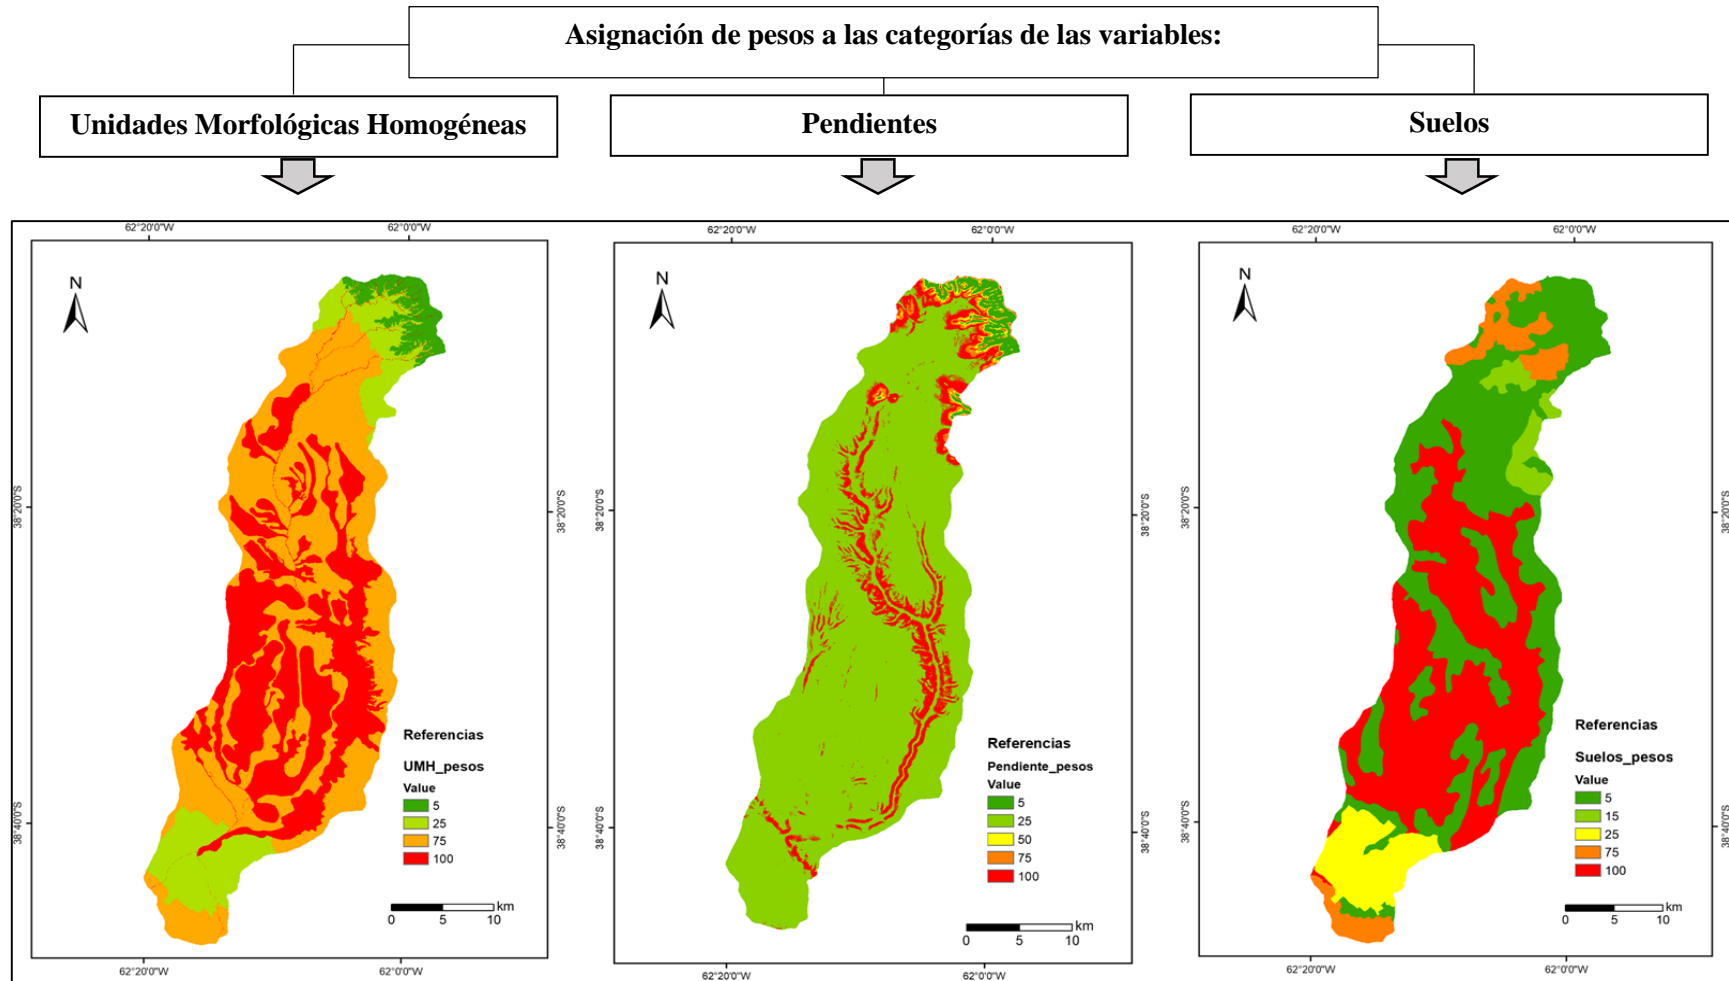 Asignación de pesos a las categorías de las variables:
Unidades Morfológicas Homogéneas
Pendientes
Suelos
62°20'0"W
62°0'0"W
N
38°20'0"S
38°20'0"S
38°40'0"S
38°40'0"S
Referencias
UMH_pesos
Value
5
25
75
100
km
0 5 10
62°20'0"W
62°0'0"W
62°20'0"W
62°0'0"W
N
38°20'0"S
38°20'0"S
38°40'0"S
38°40'0"S
Referencias
Pendiente_pesos
Value
5
25
50
75
100
km
0 5 10
62°20'0"W
62°0'0"W
62°20'0"W
62°0'0"W
N
38°20'0"S
38°20'0"S
38°40'0"S
38°40'0"S
Referencias
Suelos_pesos
Value
5
15
25
75
100
km
0 5 10
62°20'0"W
62°0'0"W